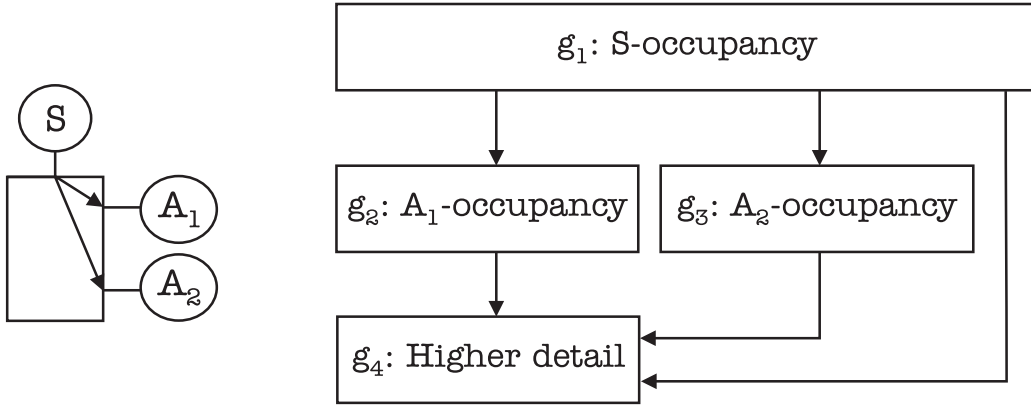 S
A₁
A₂
g₁: S-occupancy
g₂: A₁-occupancy
g₃: A₂-occupancy
g₄: Higher detail